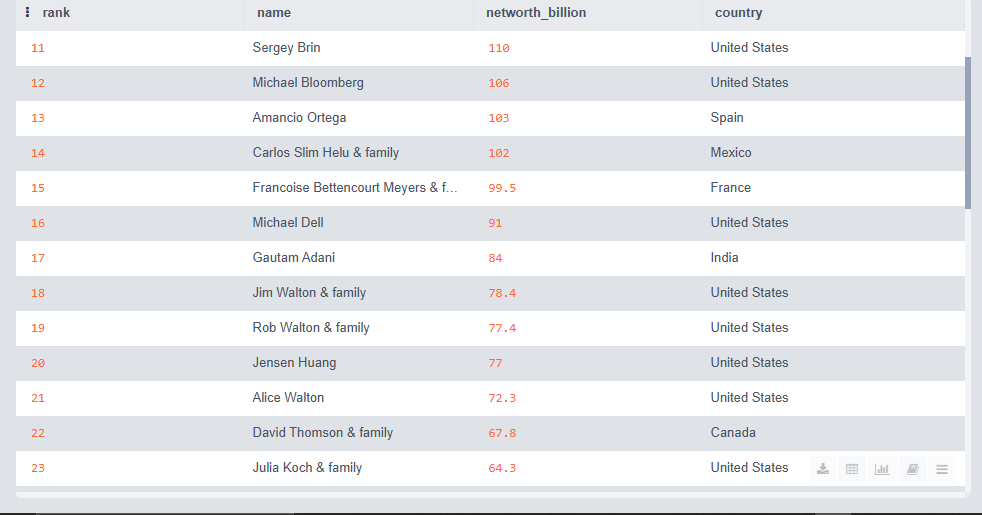 rank name networth_billion country
11 Sergey Brin 110 United States
12 Michael Bloomberg 106 United States
13 Amancio Ortega 103 Spain
14 Carlos Slim Helu & family 102 Mexico
15 Francoise Bettencourt Meyers & f... 99.5 France
16 Michael Dell 91 United States
17 Gautam Adani 84 India
18 Jim Walton & family 78.4 United States
19 Rob Walton & family 77.4 United States
20 Jensen Huang 77 United States
21 Alice Walton 72.3 United States
22 David Thomson & family 67.8 Canada
23 Julia Koch & family 64.3 United States